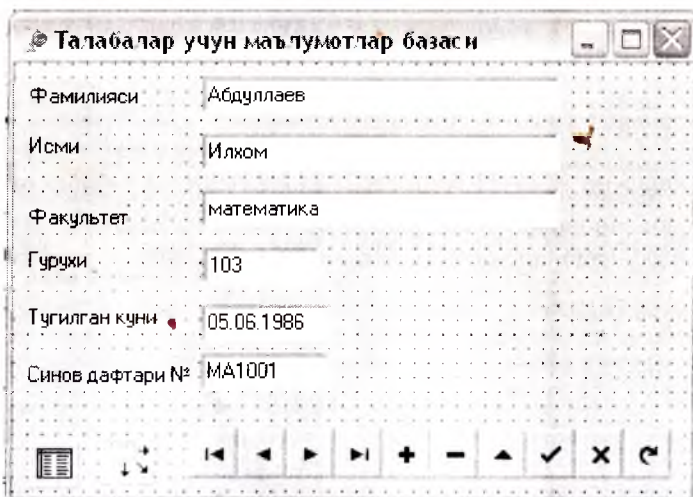 Талабалар учун маълумотлар базаси
Фамилияси Абдуллаев
Исми Илхом
Факультет математика
Гурухи 103
Тугилган куни 05.06.1986
Синов дафтари № МА1001